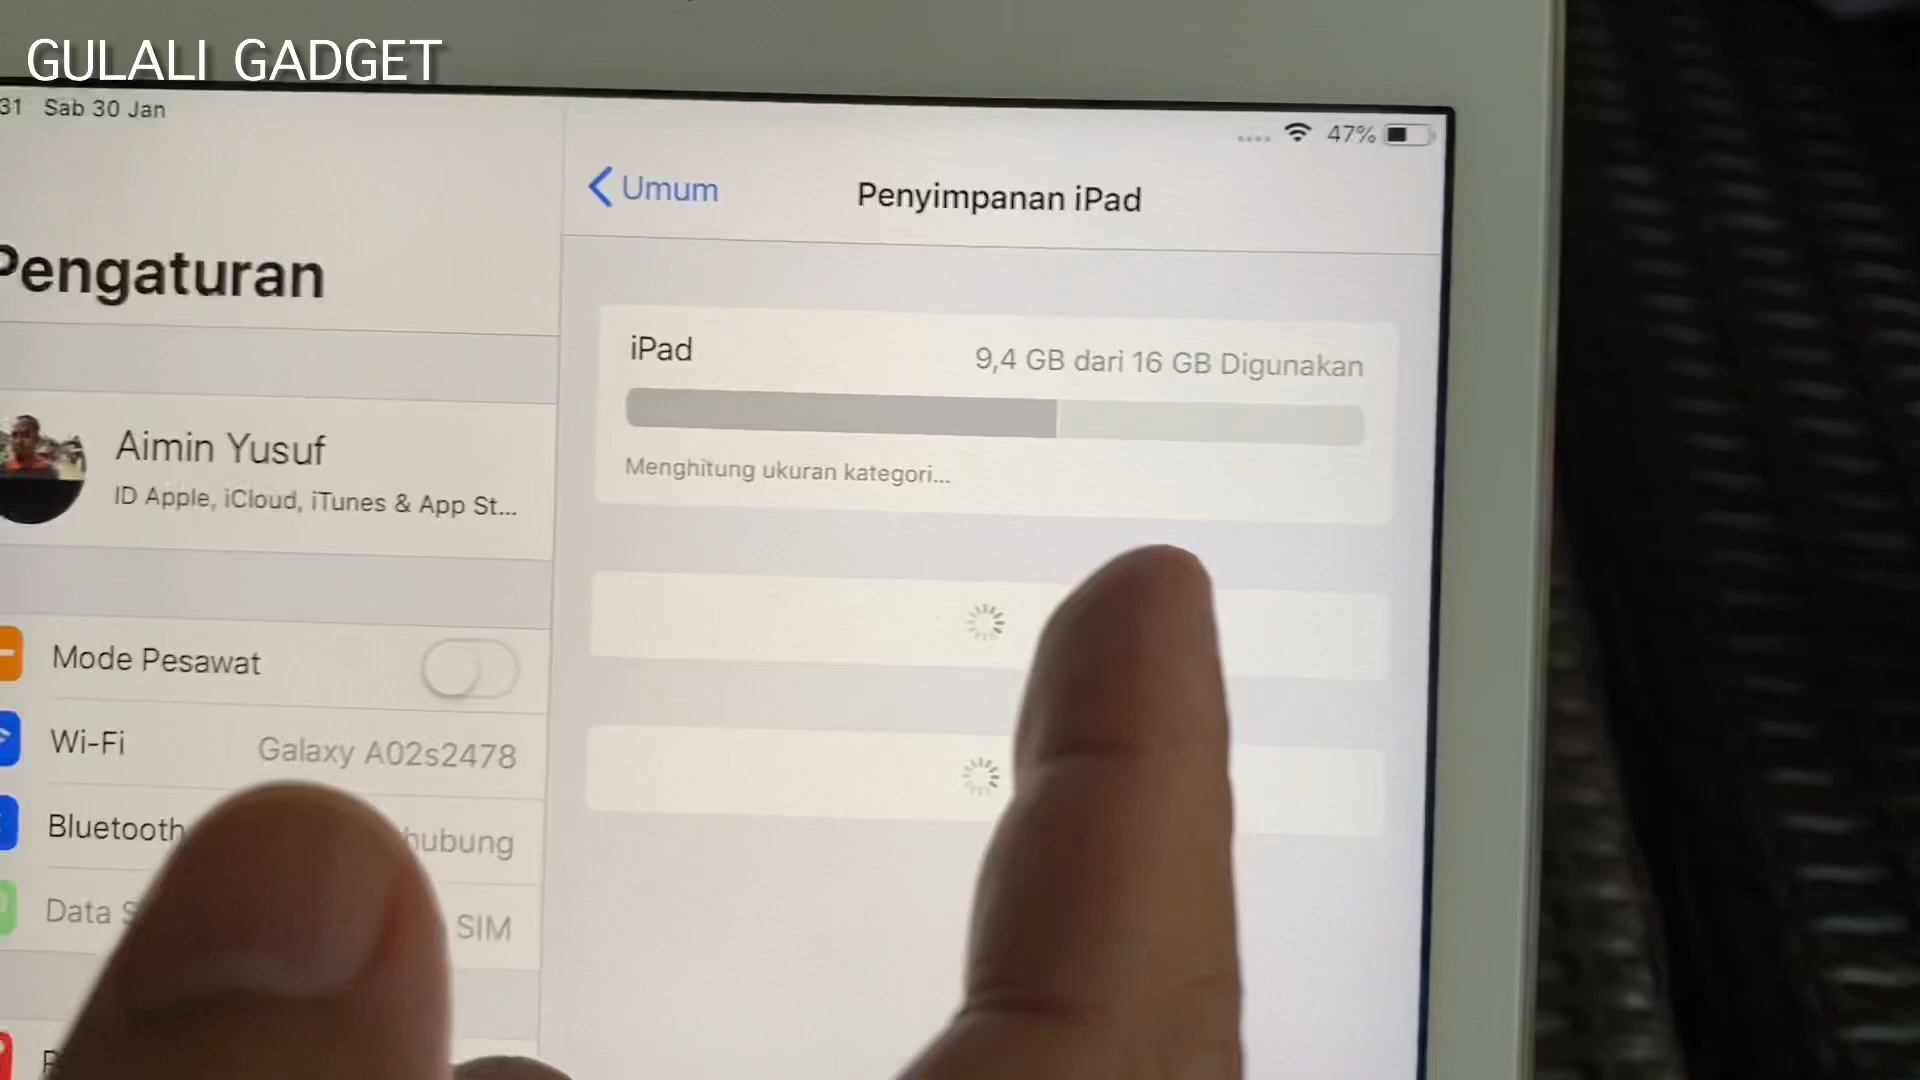 GULALI GADGET
31 Sab 30 Jan
47%
Umum
Penyimpanan iPad
Pengaturan
iPad
9,4 GB dari 16 GB Digunakan
Menghitung ukuran kategori...
Aimin Yusuf
ID Apple, iCloud, iTunes & App St...
Mode Pesawat
Wi-Fi
Galaxy A02s2478
Bluetooth
hubung
Data S
SIM